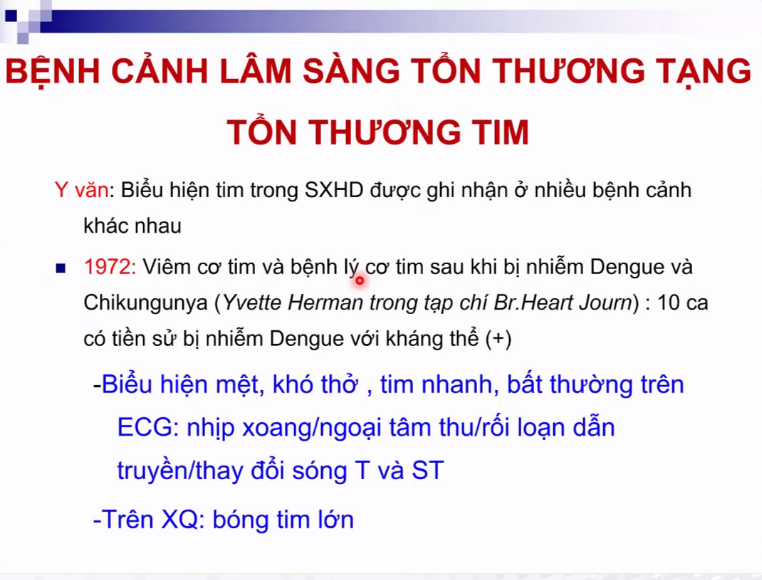 BỆNH CẢNH LÂM SÀNG TỔN THƯƠNG TẠNG
TỔN THƯƠNG TIM
Y văn: Biểu hiện tim trong SXHD được ghi nhận ở nhiều bệnh cảnh
khác nhau
1972: Viêm cơ tim và bệnh lý cơ tim sau khi bị nhiễm Dengue và
Chikungunya (Yvette Herman trong tạp chí Br.Heart Journ) : 10 ca
có tiền sử bị nhiễm Dengue với kháng thể (+)
-Biểu hiện mệt, khó thở , tim nhanh, bất thường trên
ECG: nhịp xoang/ngoại tâm thu/rối loạn dẫn
truyền/thay đổi sóng T và ST
-Trên XQ: bóng tim lớn